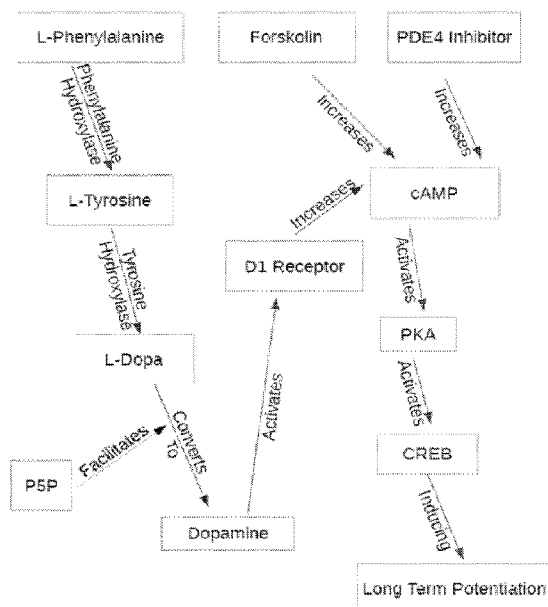 L-Phenylalanine
Forskolin
PDE4 Inhibitor
Phenylalanine
Hydroxylase
Increases
Increases
L-Tyrosine
cAMP
Increases
Tyrosine
Hydroxylase
D1 Receptor
Activates
PKA
L-Dopa
Activates
Converts
To
Facilitates
Activates
CREB
P5P
Dopamine
Inducing
Long Term Potentiation